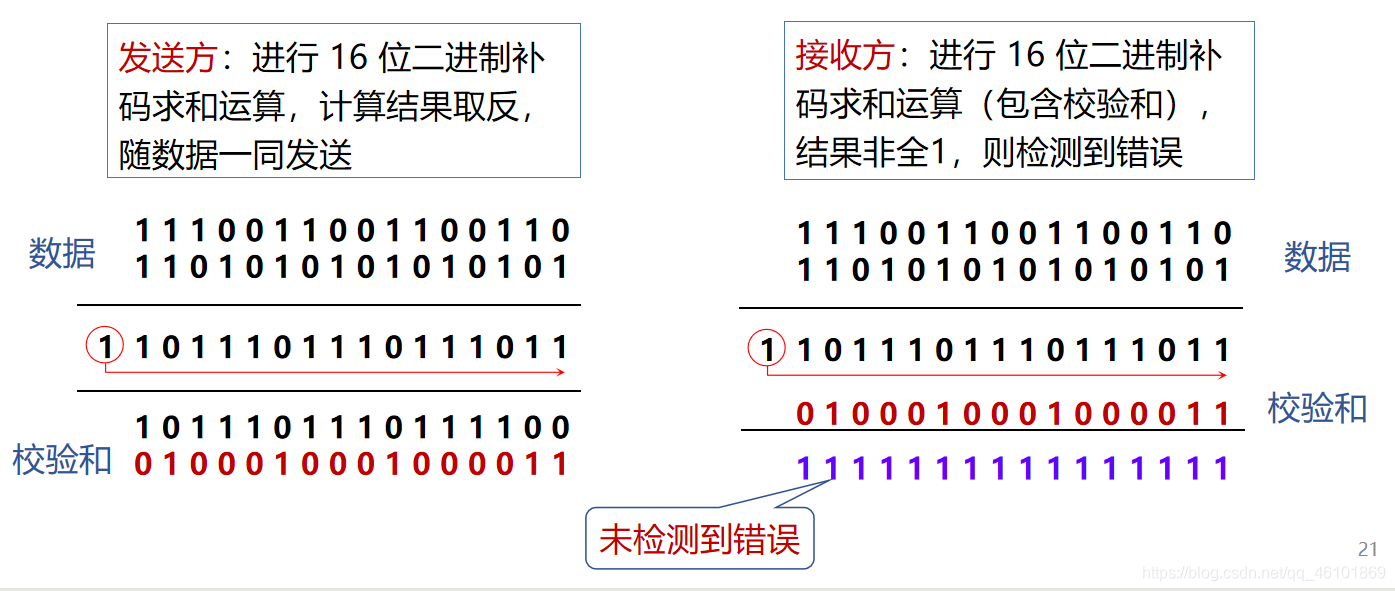 发送方：进行 16 位二进制补
码求和运算，计算结果取反，
随数据一同发送
数据
1 1 1 0 0 1 1 0 0 1 1 0 0 1 1 0
1 1 0 1 0 1 0 1 0 1 0 1 0 1 0 1
1 1 0 1 1 1 0 1 1 1 0 1 1 1 0 1 1
1 0 1 1 1 0 1 1 1 0 1 1 1 1 0 0
校验和 0 1 0 0 0 1 0 0 0 1 0 0 0 0 1 1
接收方：进行 16 位二进制补
码求和运算（包含校验和），
结果非全1，则检测到错误
1 1 1 0 0 1 1 0 0 1 1 0 0 1 1 0
1 1 0 1 0 1 0 1 0 1 0 1 0 1 0 1
数据
1 1 0 1 1 1 0 1 1 1 0 1 1 1 0 1 1
0 1 0 0 0 1 0 0 0 1 0 0 0 0 1 1 校验和
1 1 1 1 1 1 1 1 1 1 1 1 1 1 1 1
未检测到错误
21
https://blog.csdn.net/qq_46101869